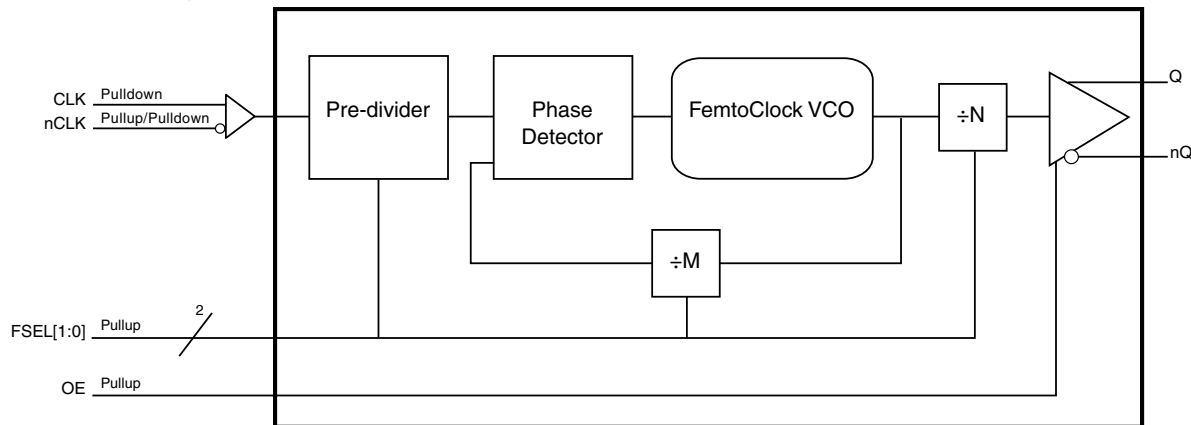 CLK Pulldown
nCLK Pullup/Pulldown
Pre-divider
Phase
Detector
FemtoClock VCO
÷N
Q
nQ
÷M
FSEL[1:0] Pullup
2
OE Pullup